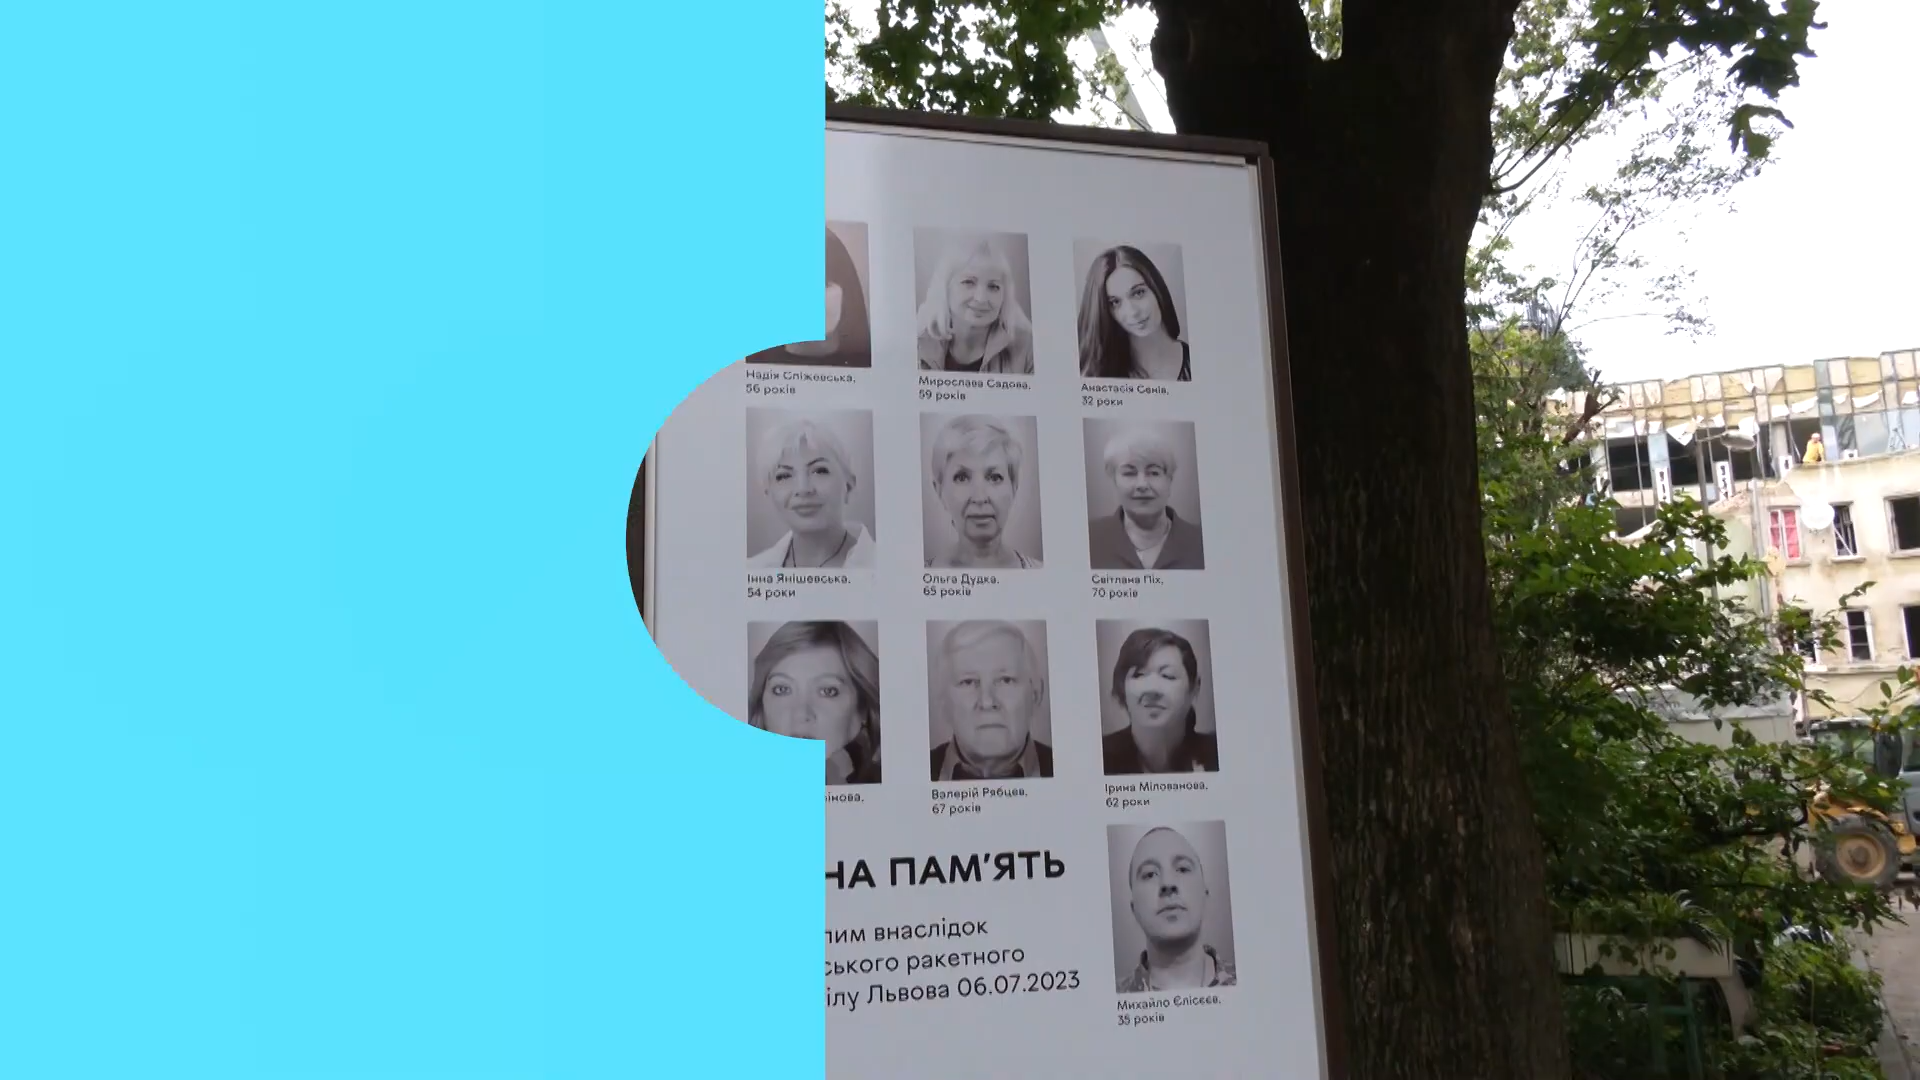 Надія Сліжевська,
56 років
Мирослава Садова,
59 років
Анастасія Сенів,
32 роки
Інна Янішевська,
54 роки
Ольга Дудка,
65 років
Світлана Піх,
70 років
інова,
Валерій Рябцев,
67 років
Ірина Мілованова,
62 роки
НА ПАМ'ЯТЬ
лим внаслідок
ського ракетного
ілу Львова 06.07.2023
Михайло Єлісєєв,
35 років